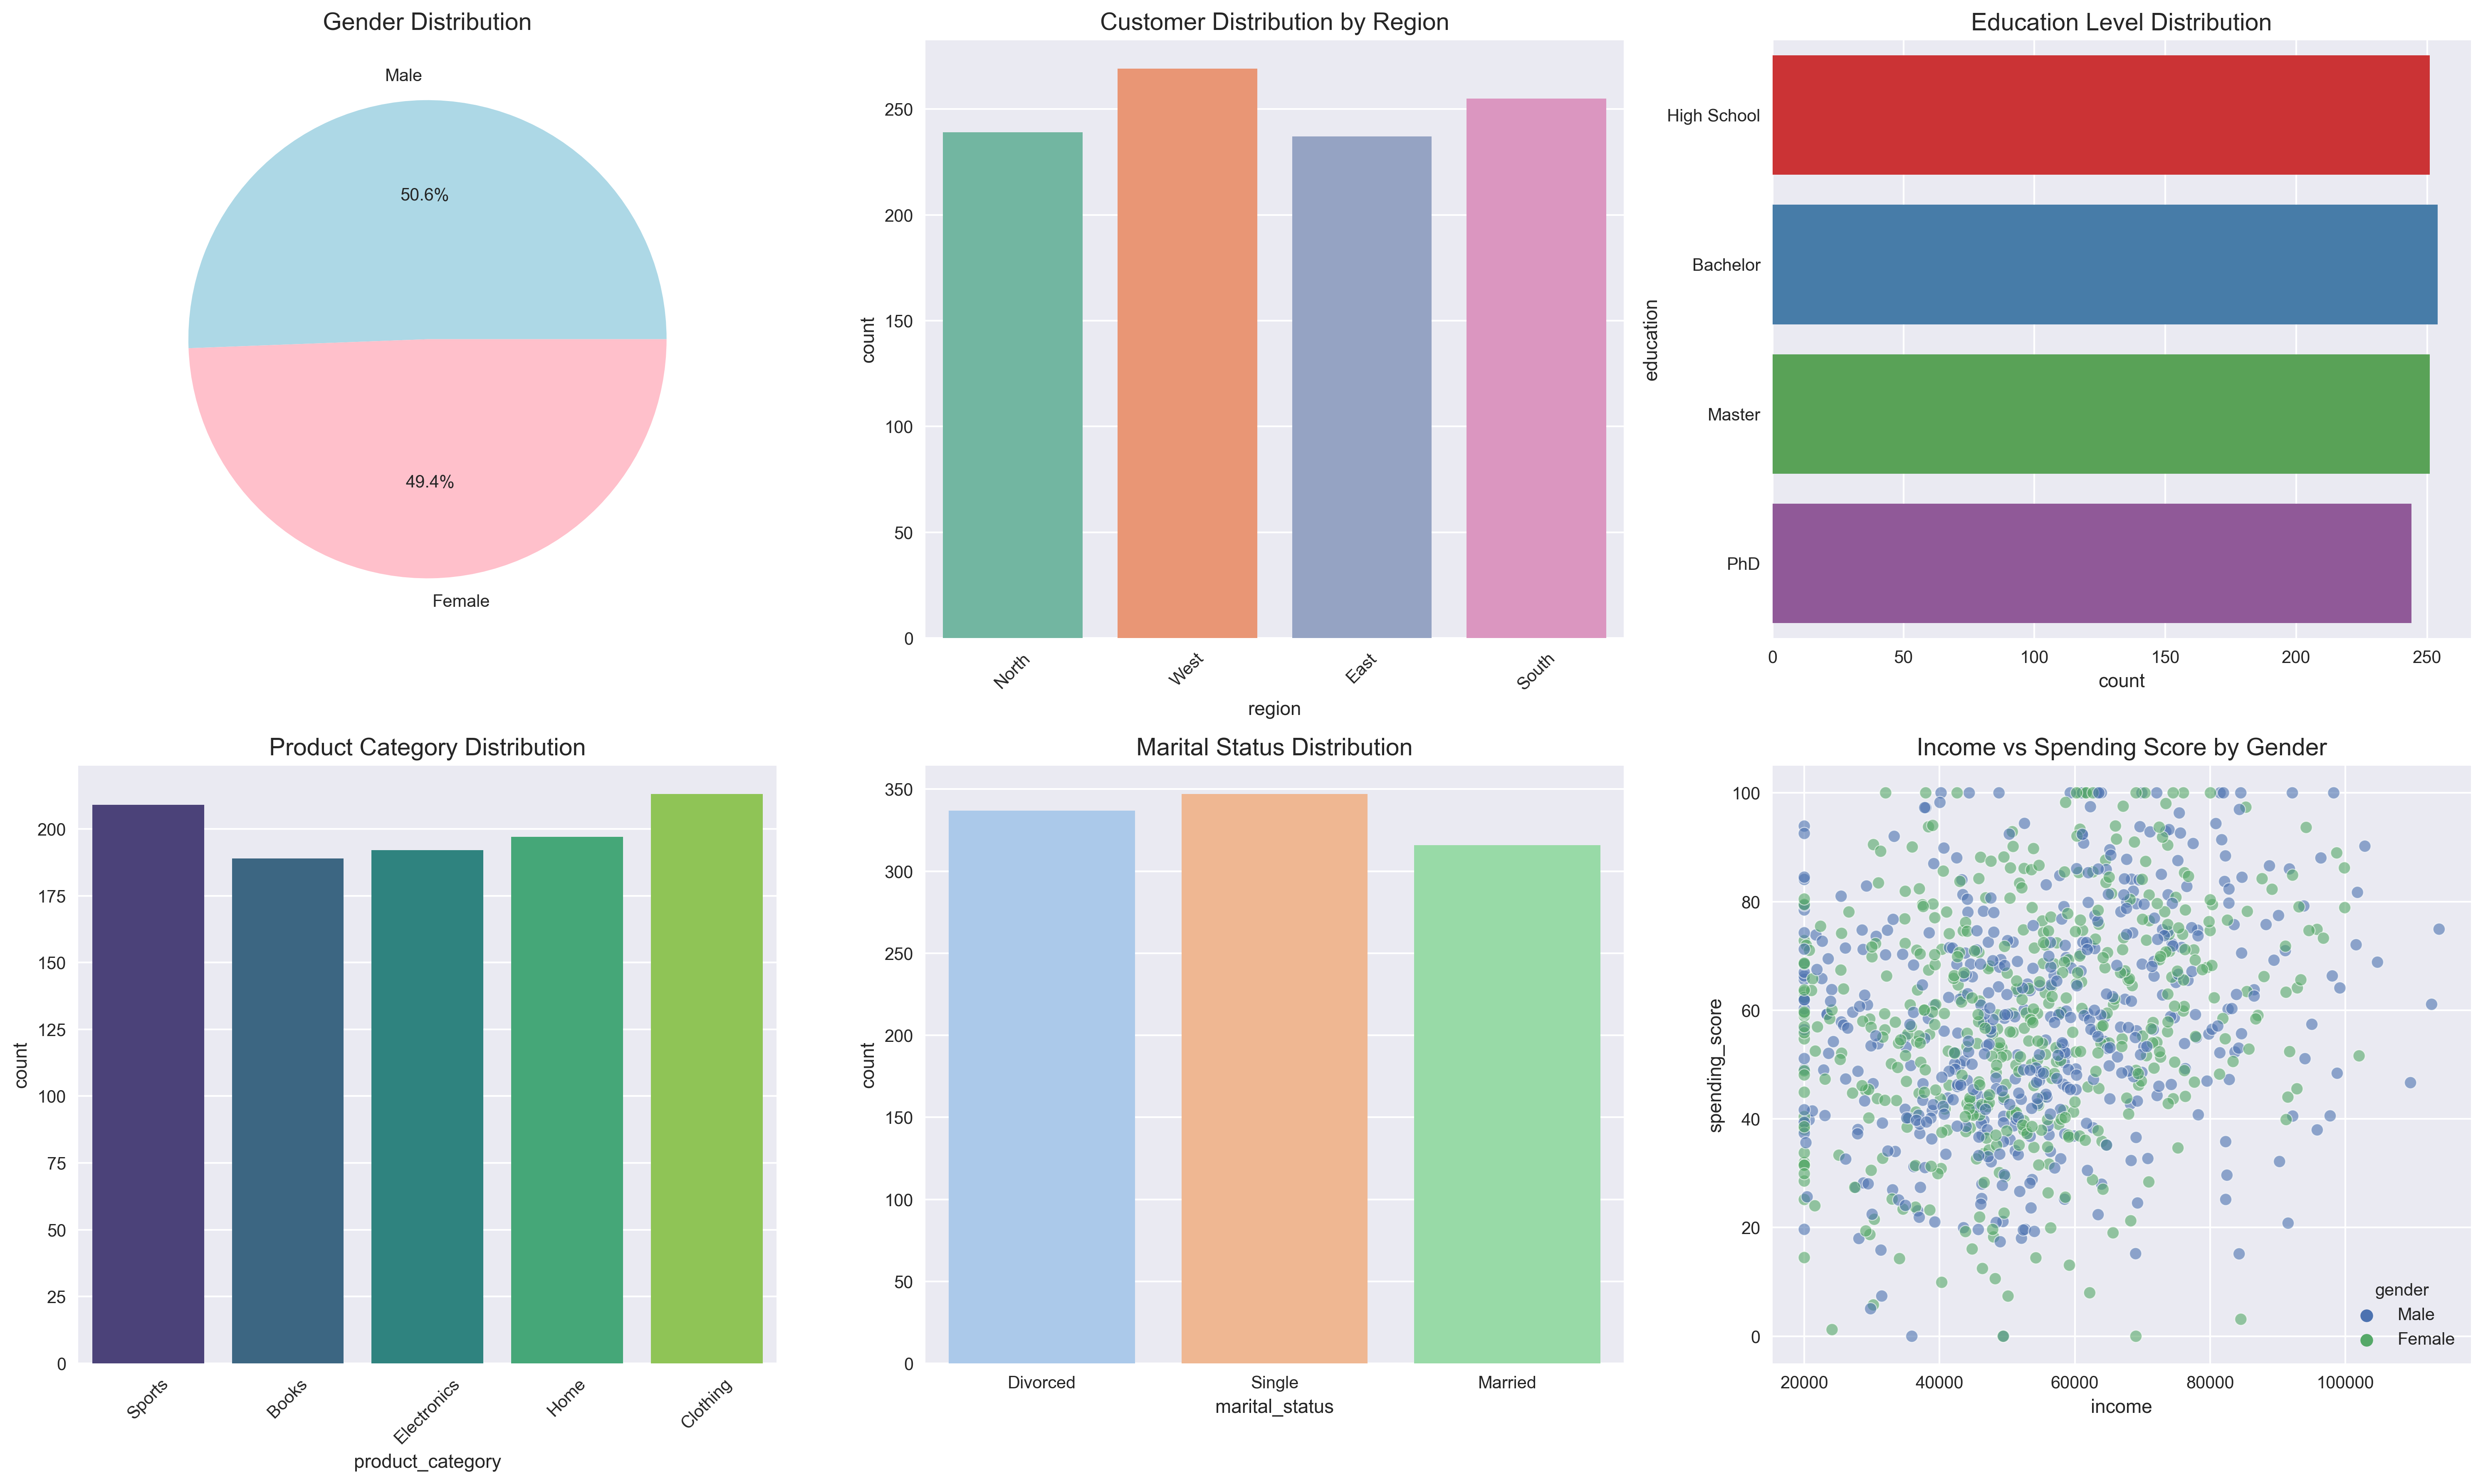 Gender Distribution
Male
50.6%
49.4%
Female
Customer Distribution by Region
count
250
200
150
100
50
0
North
West
East
South
region
Education Level Distribution
education
High School
Bachelor
Master
PhD
0
50
100
150
200
250
count
Product Category Distribution
count
200
175
150
125
100
75
50
25
0
Sports
Books
Electronics
Home
Clothing
product_category
Marital Status Distribution
count
350
300
250
200
150
100
50
0
Divorced
Single
Married
marital_status
Income vs Spending Score by Gender
spending_score
100
80
60
40
20
0
gender
Male
Female
20000
40000
60000
80000
100000
income